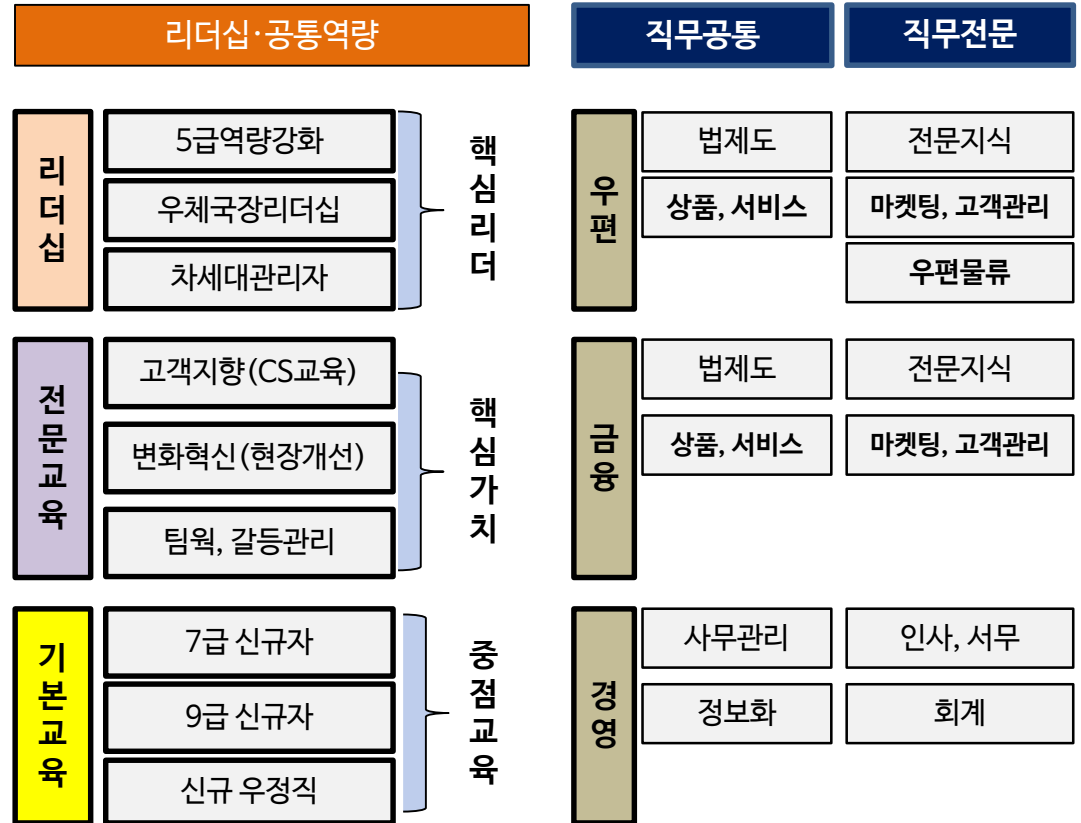 리더십·공통역량
직무공통
직무전문
리더십
5급역량강화
우체국장리더십
차세대관리자
핵심리더
전문교육
고객지향(CS교육)
변화혁신(현장개선)
팀웍, 갈등관리
핵심가치
기본교육
7급 신규자
9급 신규자
신규 우정직
중점교육
우편
법제도
전문지식
상품, 서비스
마켓팅, 고객관리
우편물류
금융
법제도
전문지식
상품, 서비스
마켓팅, 고객관리
경영
사무관리
인사, 서무
정보화
회계